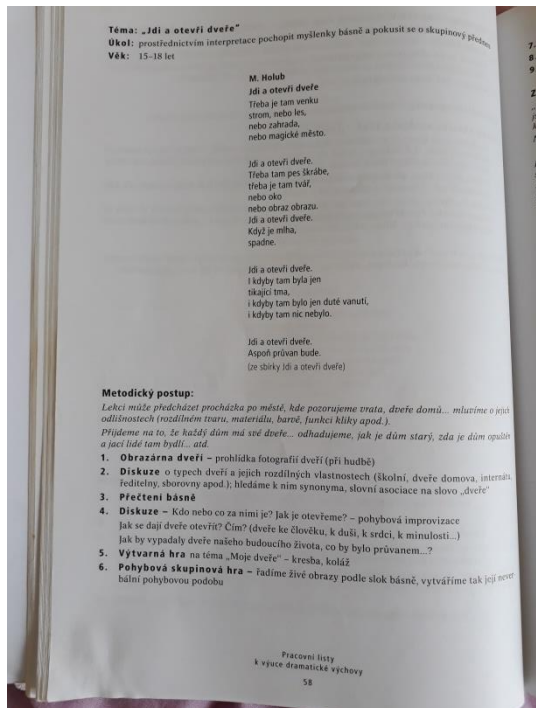 Téma: „Jdi a otevři dveře"
Úkol: prostřednictvím interpretace pochopit myšlenky básně a pokusit se o skupinový přednes
Věk: 15–18 let
M. Holub
Jdi a otevři dveře
Třeba je tam venku
strom, nebo les,
nebo zahrada,
nebo magické město.
Jdi a otevři dveře.
Třeba tam pes škrábe,
třeba je tam tvář,
nebo oko
nebo obraz obrazu.
Jdi a otevři dveře.
Když je mlha,
spadne.
Jdi a otevři dveře.
I kdyby tam byla jen
tikající tma,
i kdyby tam bylo jen duté vanutí,
i kdyby tam nic nebylo.
Jdi a otevři dveře.
Aspoň průvan bude.
(ze sbírky Jdi a otevři dveře)
Metodický postup:
Lekci může předcházet procházka po městě, kde pozorujeme vrata, dveře domů... mluvíme o jejich
odlišnostech (rozdílném tvaru, materiálu, barvě, funkci kliky apod.).
Přijdeme na to, že každý dům má své dveře... odhadujeme, jak je dům starý, zda je dům opuštěn
a jací lidé tam bydlí... atd.
1. Obrazárna dveří – prohlídka fotografií dveří (při hudbě)
2. Diskuze o typech dveří a jejich rozdílných vlastnostech (školní, dveře domova, internátu,
ředitelny, sborovny apod.); hledáme k nim synonyma, slovní asociace na slovo „dveře"
3. Přečtení básně
4. Diskuze – Kdo nebo co za nimi je? Jak je otevřeme? – pohybová improvizace
Jak se dají dveře otevřít? Čím? (dveře ke člověku, k duši, k srdci, k minulosti...)
Jak by vypadaly dveře našeho budoucího života, co by bylo průvanem...?
5. Výtvarná hra na téma „Moje dveře" – kresba, koláž
6. Pohybová skupinová hra – řadíme živé obrazy podle slok básně, vytváříme tak její never
bální pohybovou podobu
Pracovní listy
k výuce dramatické výchovy
58
7.
8.
9